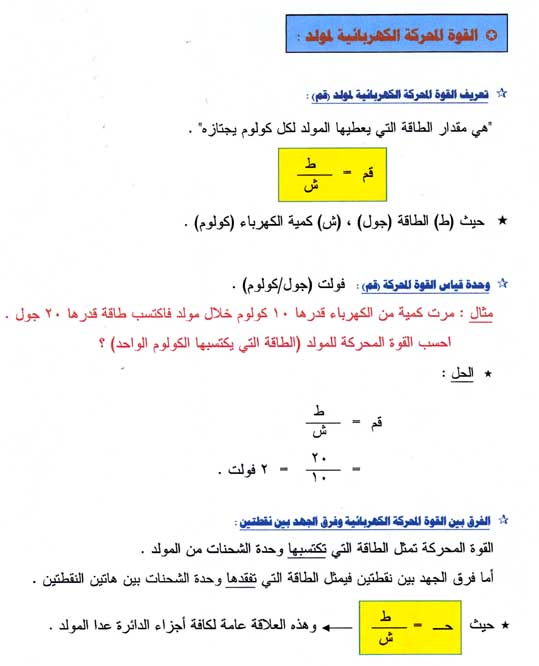 ✪ القوة المحركة الكهربائية لمولد :
☆ تعريف القوة المحركة الكهربائية لمولد (قم) :
"هي مقدار الطاقة التي يعطيها المولد لكل كولوم يجتازه" .
قم = ط / ش
★ حيث (ط) الطاقة (جول) ، (ش) كمية الكهرباء (كولوم) .
☆ وحدة قياس القوة المحركة (قم) : فولت (جول/كولوم) .
مثال : مرت كمية من الكهرباء قدرها ١٠ كولوم خلال مولد فاكتسب طاقة قدرها ٢٠ جول .
احسب القوة المحركة للمولد (الطاقة التي يكتسبها الكولوم الواحد) ؟
★ الحل :
قم = ط / ش
= ٢٠ / ١٠ = ٢ فولت .
☆ الفرق بين القوة المحركة الكهربائية وفرق الجهد بين نقطتين :
القوة المحركة تمثل الطاقة التي تكتسبها وحدة الشحنات من المولد .
أما فرق الجهد بين نقطتين فيمثل الطاقة التي تفقدها وحدة الشحنات بين هاتين النقطتين .
★ حيث حـ = ط / ش ← وهذه العلاقة عامة لكافة أجزاء الدائرة عدا المولد .